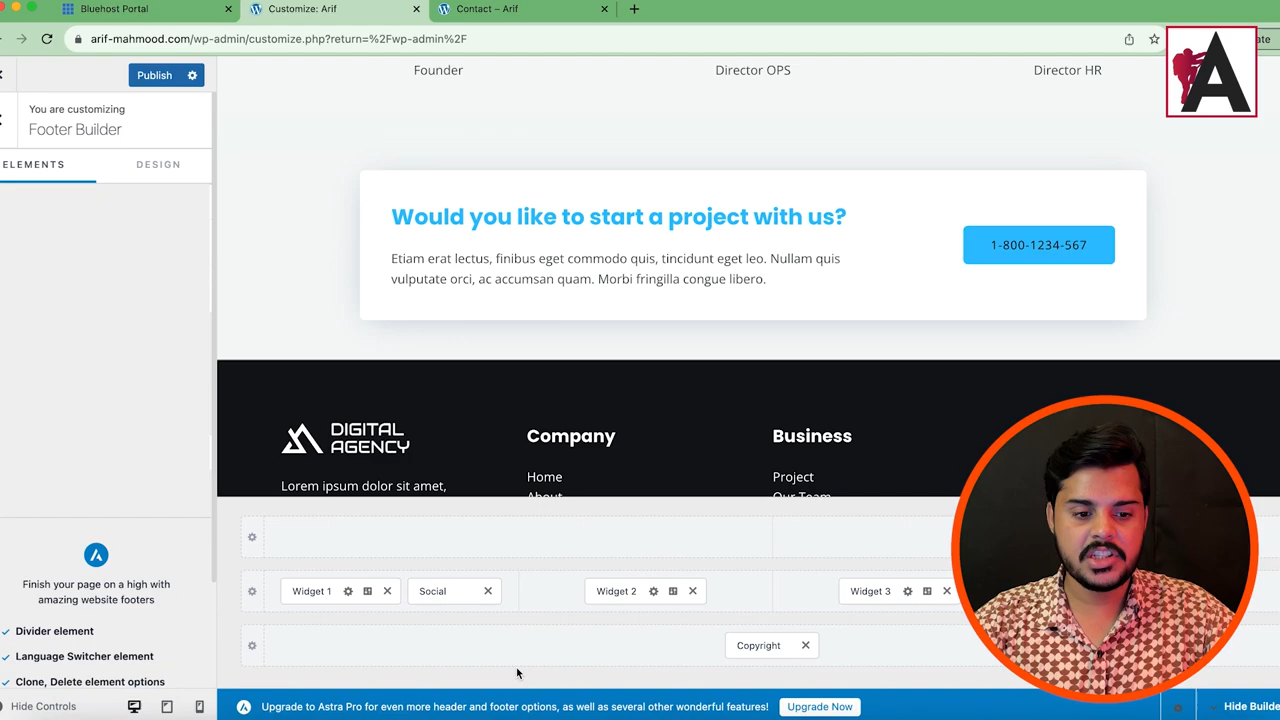 Bluehost Portal
Customize: Arif
Contact – Arif
arif-mahmood.com/wp-admin/customize.php?return=%2Fwp-admin%2F
A
Publish
You are customizing
Footer Builder
ELEMENTS
DESIGN
Founder
Director OPS
Director HR
Would you like to start a project with us?
Etiam erat lectus, finibus eget commodo quis, tincidunt eget leo. Nullam quis
vulputate orci, ac accumsan quam. Morbi fringilla congue libero.
1-800-1234-567
DIGITAL
AGENCY
Lorem ipsum dolor sit amet,
Company
Home
About
Business
Project
Our Team
Widget 1
Social
Widget 2
Widget 3
Copyright
Finish your page on a high with
amazing website footers
Divider element
Language Switcher element
Clone, Delete element options
Hide Controls
Upgrade to Astra Pro for even more header and footer options, as well as several other wonderful features!
Upgrade Now
Hide Builde